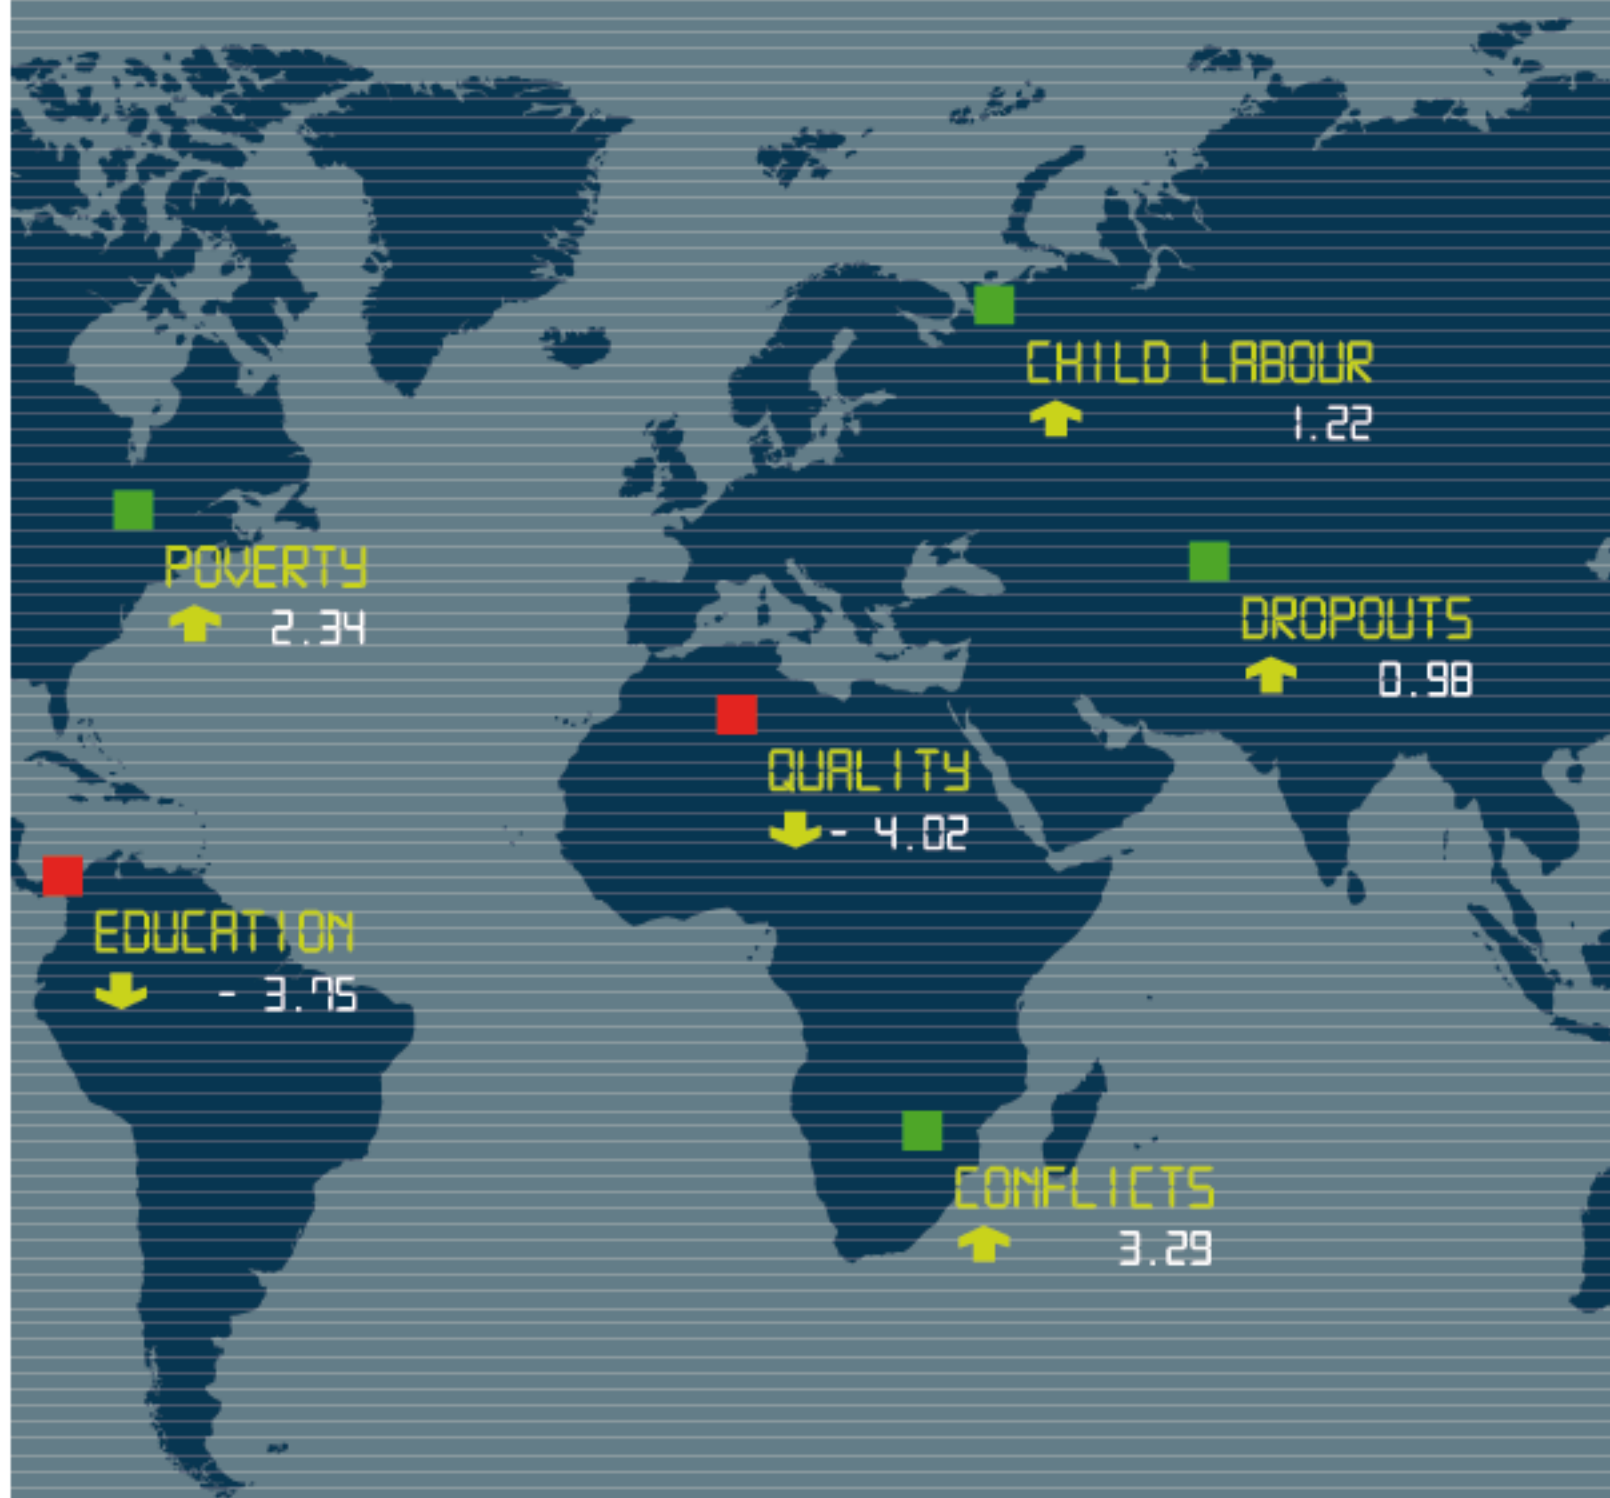 CHILD LABOUR
1.22
POVERTY
2.34
DROPOUTS
0.98
QUALITY
- 4.02
EDUCATION
- 3.75
CONFLICTS
3.29